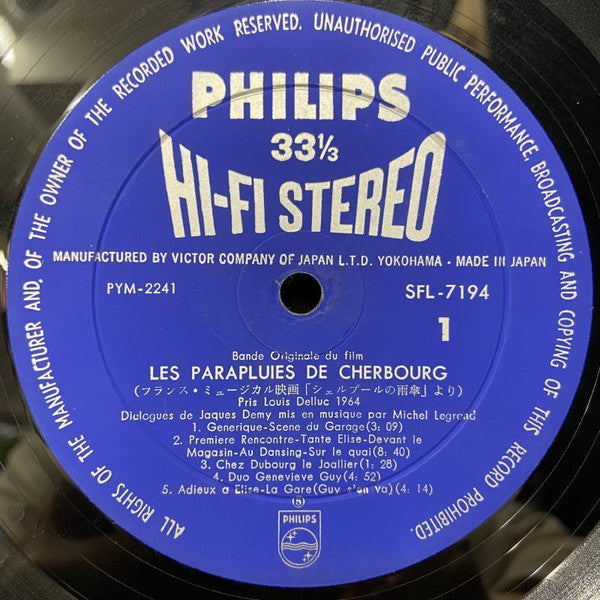 ALL RIGHTS OF THE MANUFACTURER AND, OF THE OWNER OF THE RECORDED WORK RESERVED. UNAUTHORISED PUBLIC PERFORMANCE, BROADCASTING AND COPYING OF THIS RECORD PROHIBITED.
PHILIPS
33⅓
HI-FI STEREO
MANUFACTURED BY VICTOR COMPANY OF JAPAN L.T.D. YOKOHAMA • MADE IN JAPAN
PYM-2241 SFL-7194
1
Bande Originale du film
LES PARAPLUIES DE CHERBOURG
(フランス・ミュージカル映画「シェルブールの雨傘」より)
Pris Louis Delluc 1964
Dialogues de Jaques Demy mis en musique par Michel Legread
1. Generique-Scene du Garage(3: 09)
2. Premiere Rencontre-Tante Elise-Devant le
Magasin-Au Dansing-Sur le quai(8: 40)
3. Chez Dubourg le Joallier(1: 28)
4. Duo Genevieve Guy(4: 52)
5. Adieux a Elise-La Gare(Guy s'en va)(4: 14)
PHILIPS